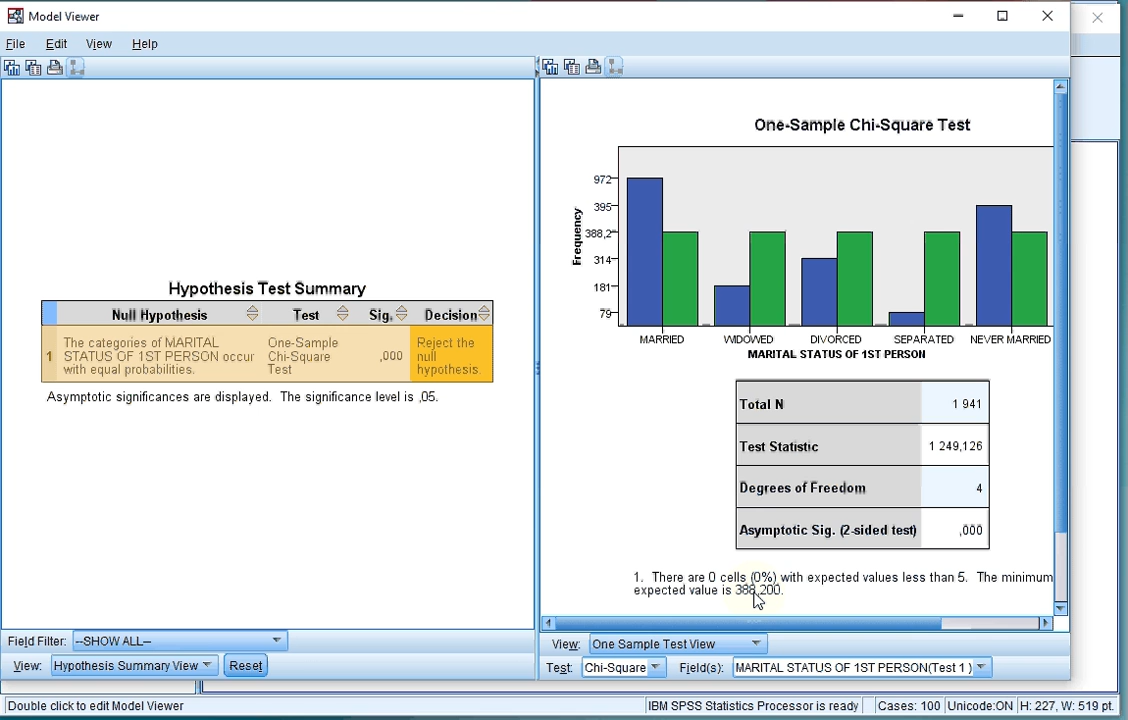 Model Viewer
File Edit View Help
Hypothesis Test Summary
Null Hypothesis Test Sig. Decision
1 The categories of MARITAL STATUS OF 1ST PERSON occur with equal probabilities. One-Sample Chi-Square Test ,000 Reject the null hypothesis.
Asymptotic significances are displayed. The significance level is ,05.
Field Filter: --SHOW ALL--
View: Hypothesis Summary View Reset
One-Sample Chi-Square Test
Frequency
972
395
388,2
314
181
79
MARRIED WIDOWED DIVORCED SEPARATED NEVER MARRIED
MARITAL STATUS OF 1ST PERSON
Total N 1 941
Test Statistic 1 249,126
Degrees of Freedom 4
Asymptotic Sig. (2-sided test) ,000
1. There are 0 cells (0%) with expected values less than 5. The minimum
expected value is 388,200.
View: One Sample Test View
Test: Chi-Square Field(s): MARITAL STATUS OF 1ST PERSON(Test 1 )
Double click to edit Model Viewer IBM SPSS Statistics Processor is ready Cases: 100 Unicode:ON H: 227, W: 519 pt.